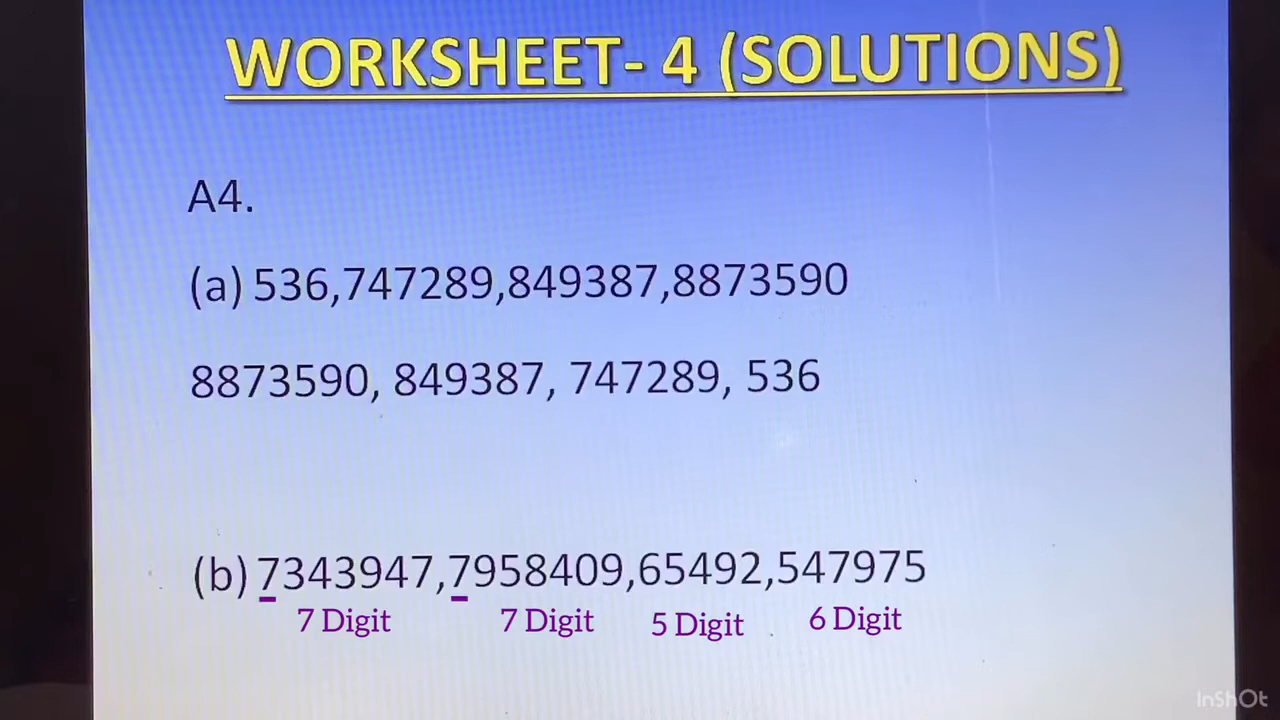 WORKSHEET- 4 (SOLUTIONS)
A4.
(a) 536,747289,849387,8873590
8873590, 849387, 747289, 536
(b) 7343947,7958409,65492,547975
7 Digit 7 Digit 5 Digit 6 Digit
InShOt